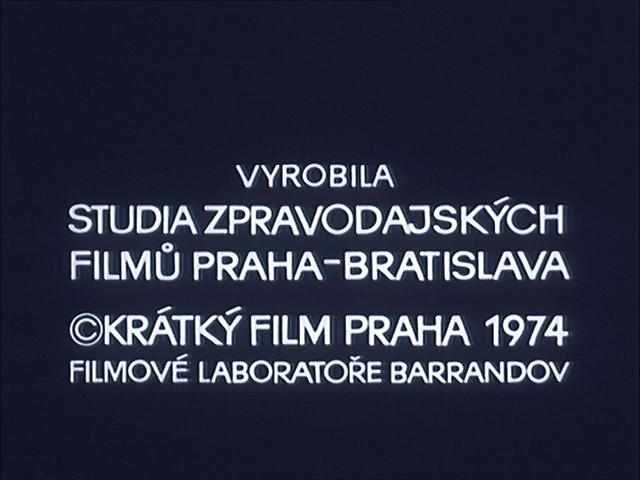 VYROBILA
STUDIA ZPRAVODAJSKÝCH
FILMŮ PRAHA-BRATISLAVA
©KRÁTKÝ FILM PRAHA 1974
FILMOVÉ LABORATOŘE BARRANDOV